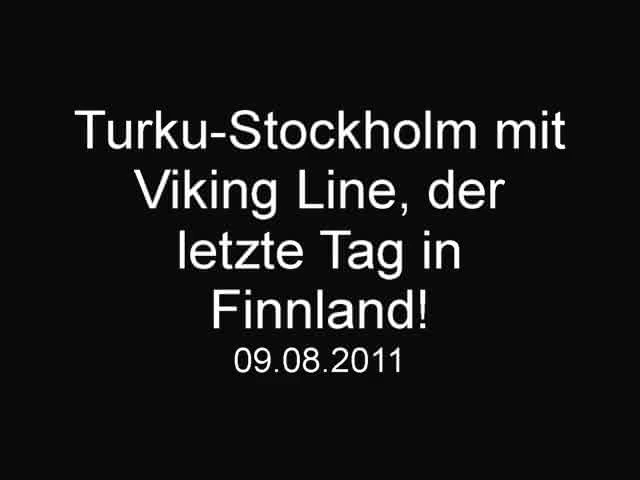 Turku-Stockholm mit
Viking Line, der
letzte Tag in
Finnland!
09.08.2011